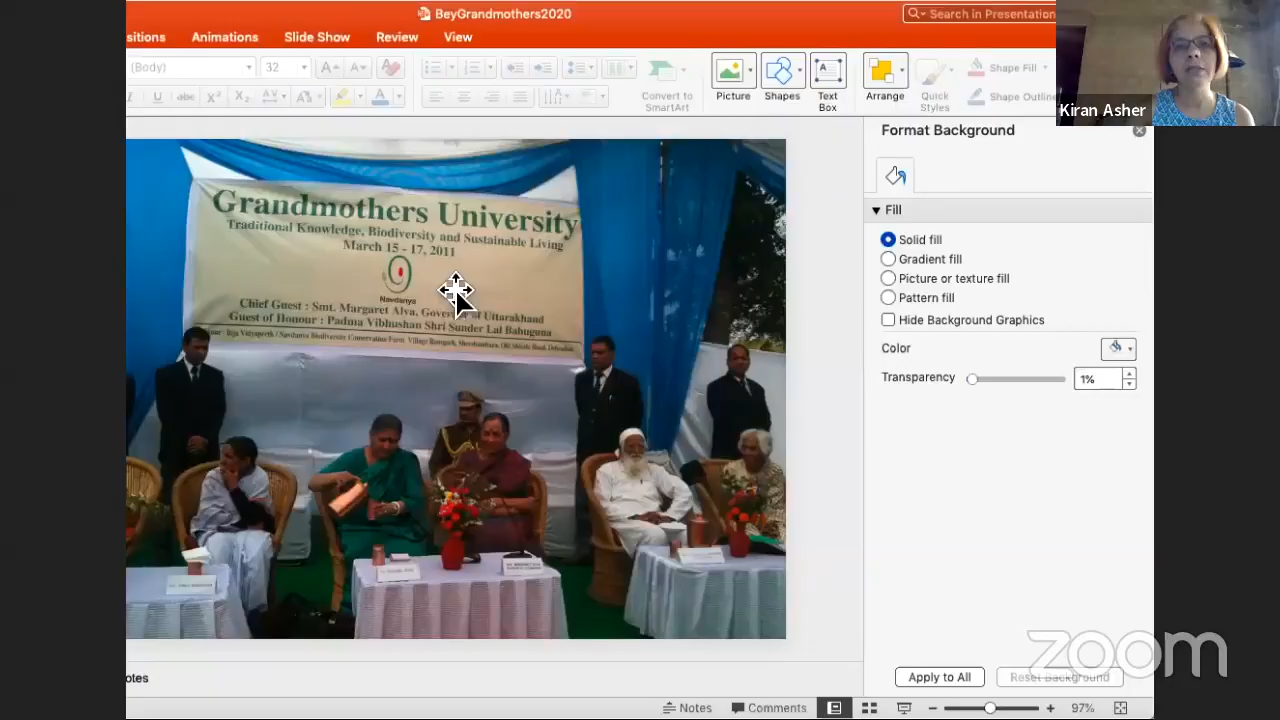 BeyGrandmothers2020
Search in Presentation
sitions
Animations
Slide Show
Review
View
(Body)
32
Convert to
SmartArt
Picture
Shapes
Text
Box
Arrange
Quick
Styles
Shape Fill
Shape Outline
Kiran Asher
Format Background
Fill
Solid fill
Gradient fill
Picture or texture fill
Pattern fill
Hide Background Graphics
Color
Transparency
1%
Grandmothers University
Traditional Knowledge, Biodiversity and Sustainable Living
March 15 - 17, 2011
Navdanya
Chief Guest : Smt. Margaret Alva, Governor of Uttarakhand
Guest of Honour : Padma Vibhushan Shri Sunder Lal Bahuguna
zoom
Apply to All
Reset Background
otes
Notes
Comments
97%